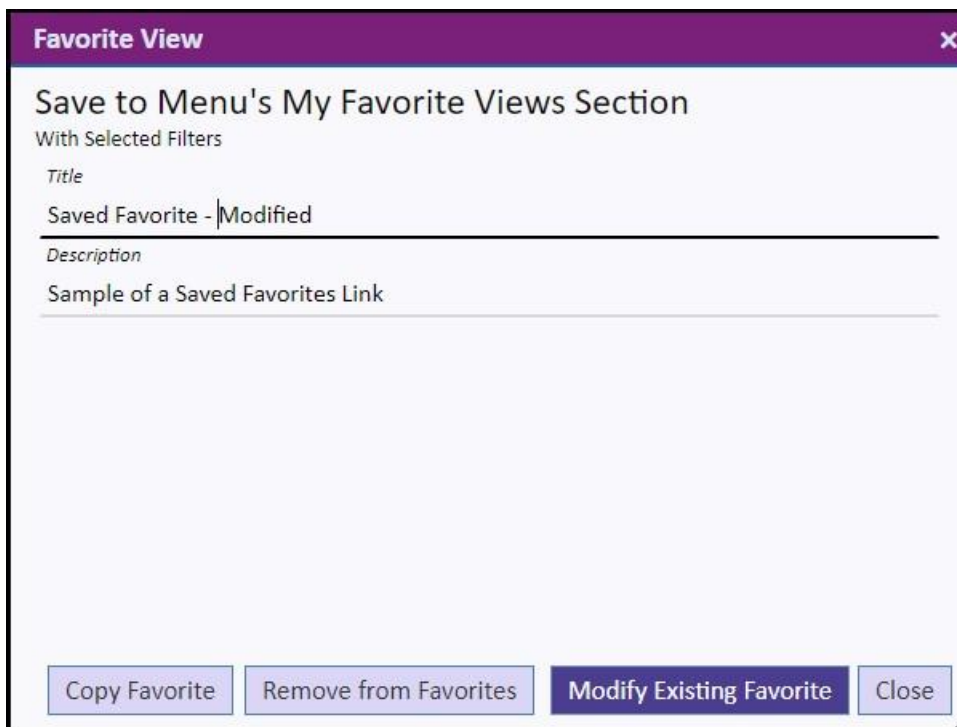 Favorite View ×
Save to Menu's My Favorite Views Section
With Selected Filters
Title
Saved Favorite - Modified
Description
Sample of a Saved Favorites Link
Copy Favorite Remove from Favorites Modify Existing Favorite Close